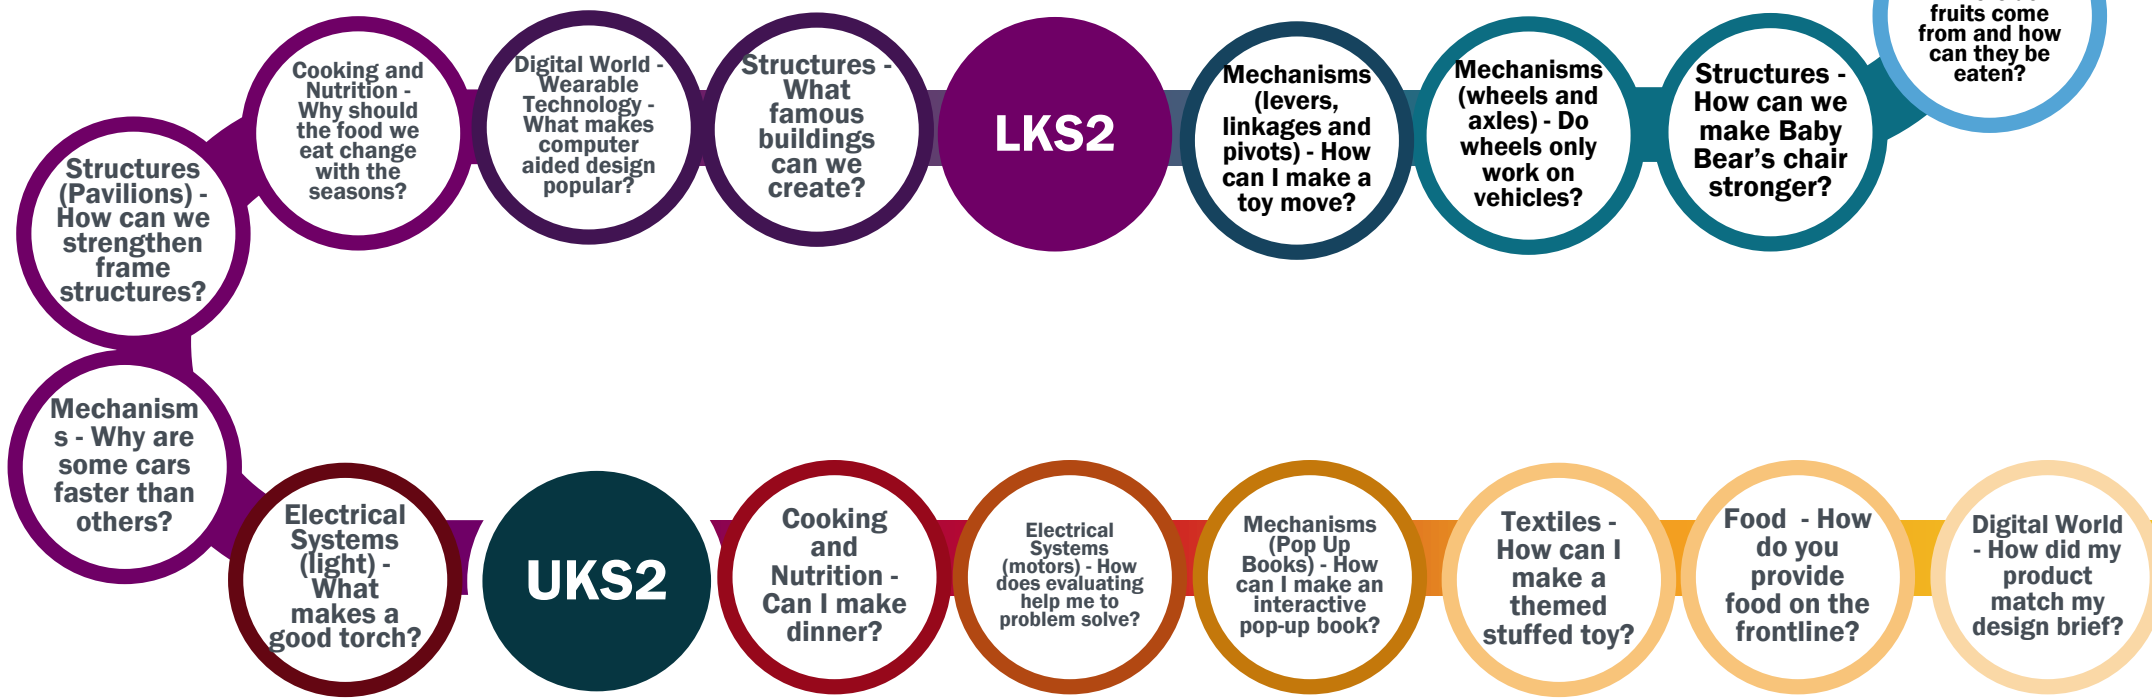 fruits come
from and how
can they be
eaten?
Structures -
How can we
make Baby
Bear's chair
stronger?
Mechanisms
(wheels and
axles) - Do
wheels only
work on
vehicles?
Mechanisms
(levers,
linkages and
pivots) - How
can I make a
toy move?
LKS2
Structures -
What
famous
buildings
can we
create?
Digital World -
Wearable
Technology -
What makes
computer
aided design
popular?
Cooking and
Nutrition -
Why should
the food we
eat change
with the
seasons?
Structures
(Pavilions) -
How can we
strengthen
frame
structures?
Mechanism
s - Why are
some cars
faster than
others?
Electrical
Systems
(light) -
What
makes a
good torch?
UKS2
Cooking
and
Nutrition -
Can I make
dinner?
Electrical
Systems
(motors) - How
does evaluating
help me to
problem solve?
Mechanisms
(Pop Up
Books) - How
can I make an
interactive
pop-up book?
Textiles -
How can I
make a
themed
stuffed toy?
Food - How
do you
provide
food on the
frontline?
Digital World
- How did my
product
match my
design brief?